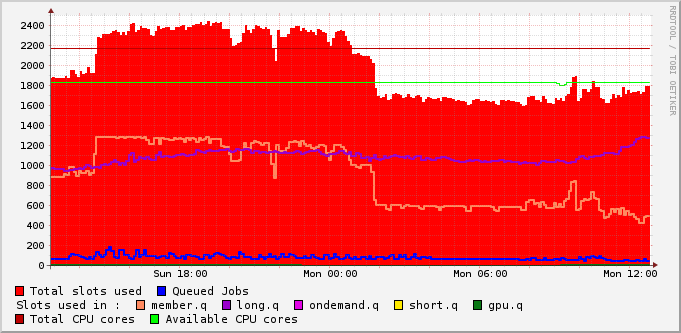 2400
2200
2000
1800
1600
1400
1200
1000
800
600
400
200
0
Sun 18:00 Mon 00:00 Mon 06:00 Mon 12:00
Total slots used Queued Jobs
Slots used in : member.q long.q ondemand.q short.q gpu.q
Total CPU cores Available CPU cores
RRDTOOL / TOBI OETIKER